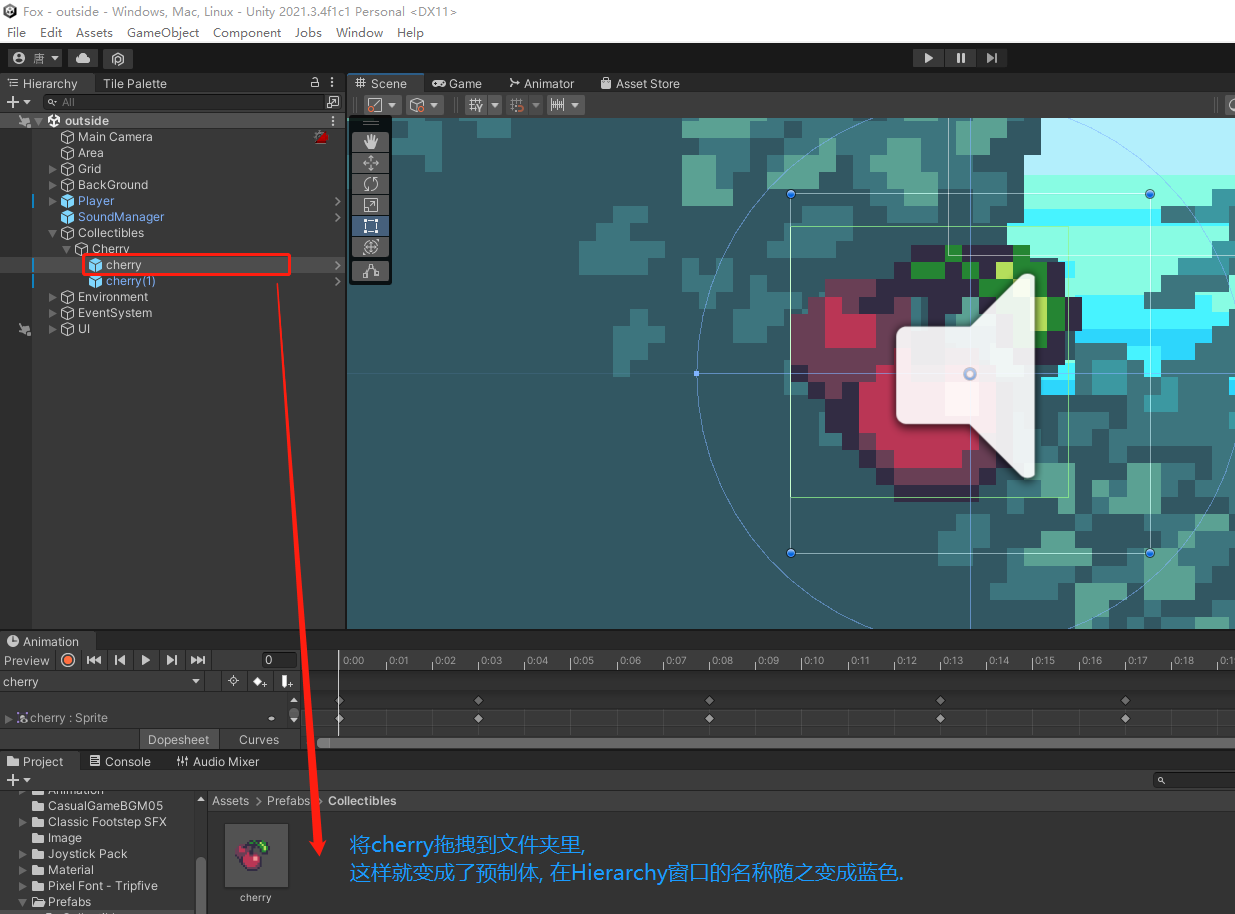 Fox - outside - Windows, Mac, Linux - Unity 2021.3.4f1c1 Personal <DX11>
File Edit Assets GameObject Component Jobs Window Help
唐
Hierarchy Tile Palette
Scene Game Animator Asset Store
All
outside
Main Camera
Area
Grid
BackGround
Player
SoundManager
Collectibles
Cherry
cherry
cherry(1)
Environment
EventSystem
UI
Animation
Preview 0
0:00 0:01 0:02 0:03 0:04 0:05 0:06 0:07 0:08 0:09 0:10 0:11 0:12 0:13 0:14 0:15 0:16 0:17 0:18
cherry
cherry : Sprite
Dopesheet Curves
Project Console Audio Mixer
Animation
CasualGameBGM05
Classic Footstep SFX
Image
Joystick Pack
Material
Pixel Font - Tripfive
Prefabs
Assets > Prefabs > Collectibles
cherry
将cherry拖拽到文件夹里,
这样就变成了预制体, 在Hierarchy窗口的名称随之变成蓝色.